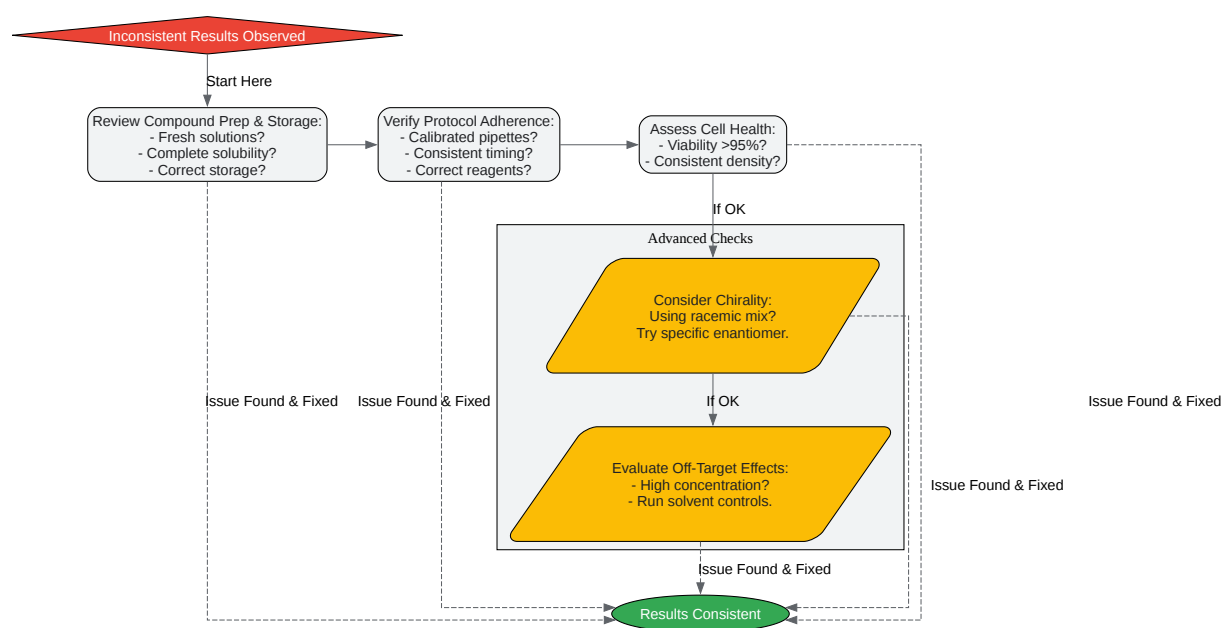 Inconsistent Results Observed
Start Here
Review Compound Prep & Storage:
- Fresh solutions?
- Complete solubility?
- Correct storage?
Verify Protocol Adherence:
- Calibrated pipettes?
- Consistent timing?
- Correct reagents?
Assess Cell Health:
- Viability >95%?
- Consistent density?
If OK
Advanced Checks
Consider Chirality:
Using racemic mix?
Try specific enantiomer.
If OK
Issue Found & Fixed
Issue Found & Fixed
Issue Found & Fixed
Evaluate Off-Target Effects:
- High concentration?
- Run solvent controls.
Issue Found & Fixed
Issue Found & Fixed
Results Consistent